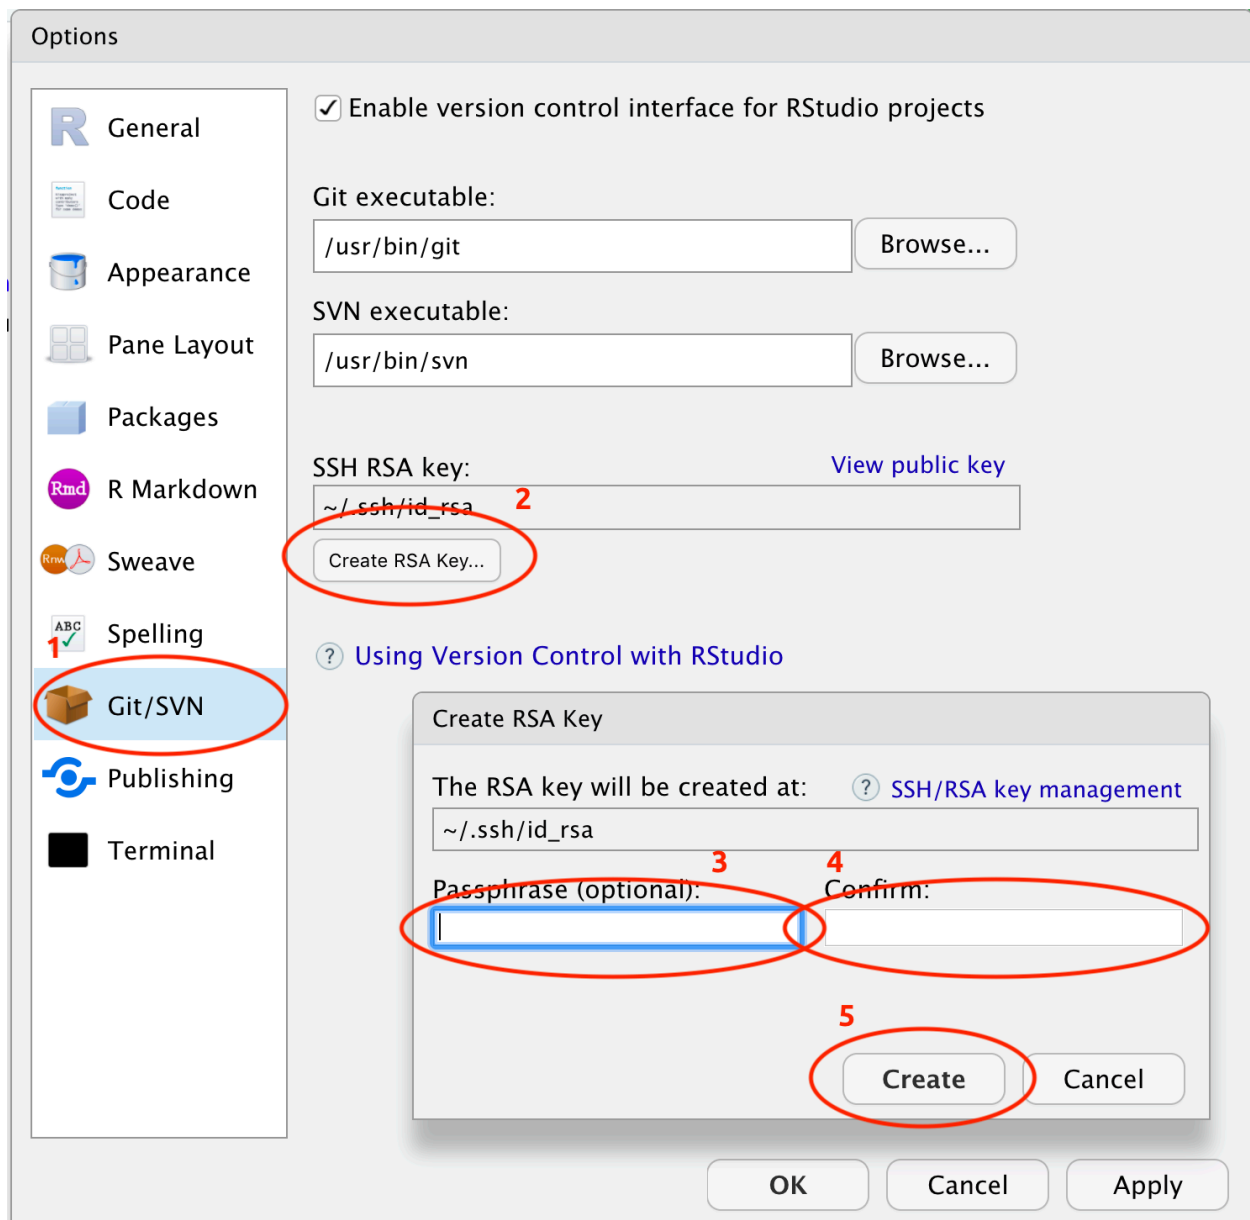 Options
General
Code
Appearance
Pane Layout
Packages
Rmd R Markdown
Rnw Sweave
ABC Spelling
1
Git/SVN
Publishing
Terminal
Enable version control interface for RStudio projects
Git executable:
/usr/bin/git Browse...
SVN executable:
/usr/bin/svn Browse...
SSH RSA key: View public key
~/.ssh/id_rsa 2
Create RSA Key...
? Using Version Control with RStudio
Create RSA Key
The RSA key will be created at: ? SSH/RSA key management
~/.ssh/id_rsa
3 4
Passphrase (optional): Confirm:
5
Create Cancel
OK Cancel Apply